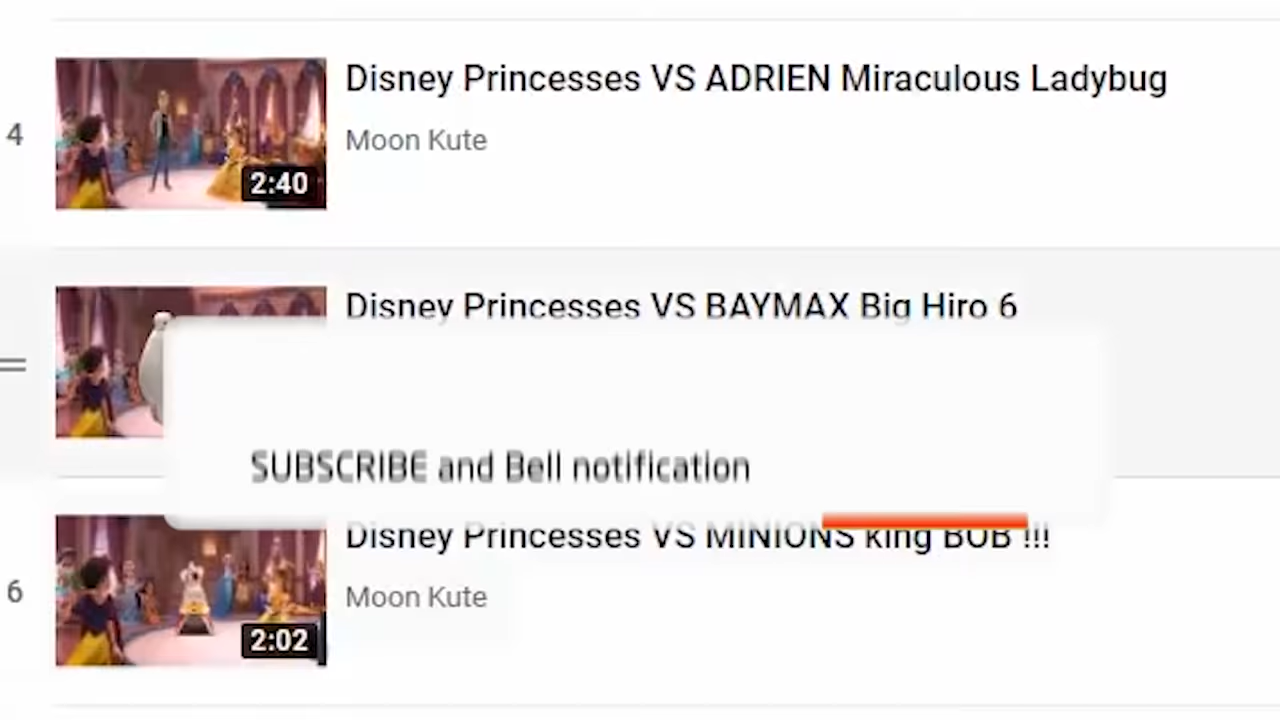 Disney Princesses VS ADRIEN Miraculous Ladybug
4
Moon Kute
2:40
Disney Princesses VS BAYMAX Big Hiro 6
SUBSCRIBE and Bell notification
Disney Princesses VS MINIONS king BOB !!!
6
Moon Kute
2:02